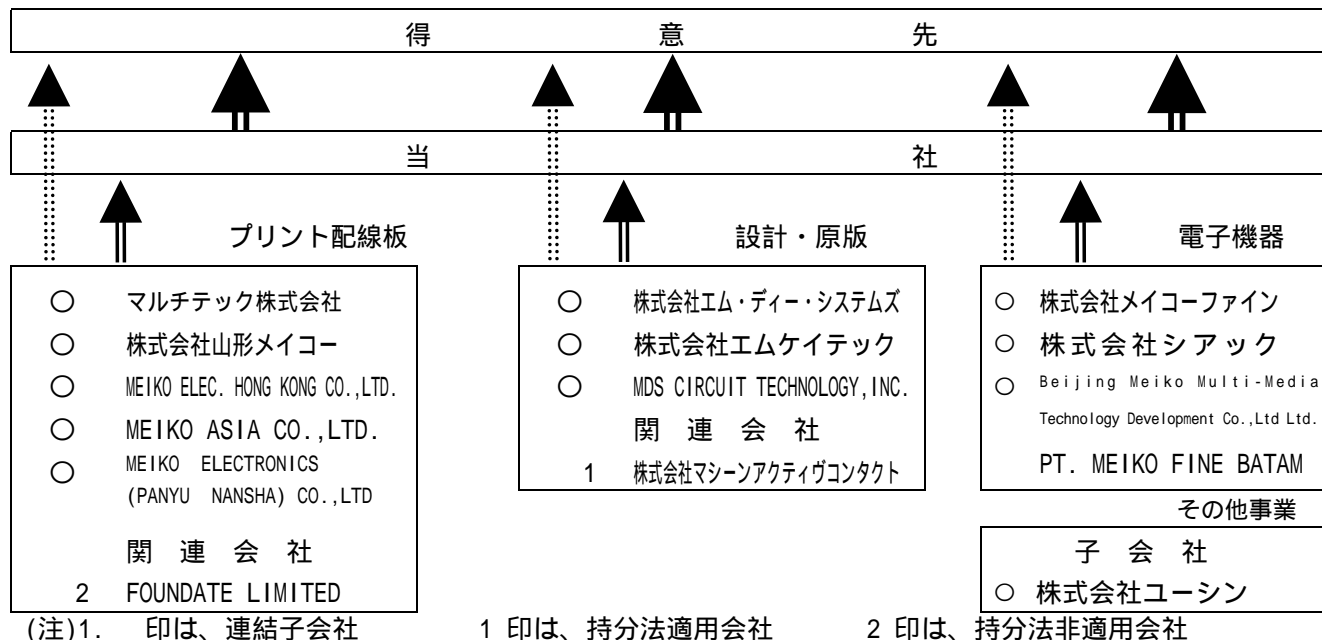 得意先
当社
プリント配線板
○ マルチテック株式会社
○ 株式会社山形メイコー
○ MEIKO ELEC. HONG KONG CO.,LTD.
○ MEIKO ASIA CO.,LTD.
○ MEIKO ELECTRONICS
(PANYU NANSHA) CO.,LTD
関連会社
2 FOUNDATE LIMITED
設計・原版
○ 株式会社エム・ディー・システムズ
○ 株式会社エムケイテック
○ MDS CIRCUIT TECHNOLOGY,INC.
関連会社
1 株式会社マシーンアクティヴコンタクト
電子機器
○ 株式会社メイコーファイン
○ 株式会社シアック
○ Beijing Meiko Multi-Media
Technology Development Co.,Ltd Ltd.
PT. MEIKO FINE BATAM
その他事業
子会社
○ 株式会社ユーシン
(注)1. 印は、連結子会社 1 印は、持分法適用会社 2 印は、持分法非適用会社